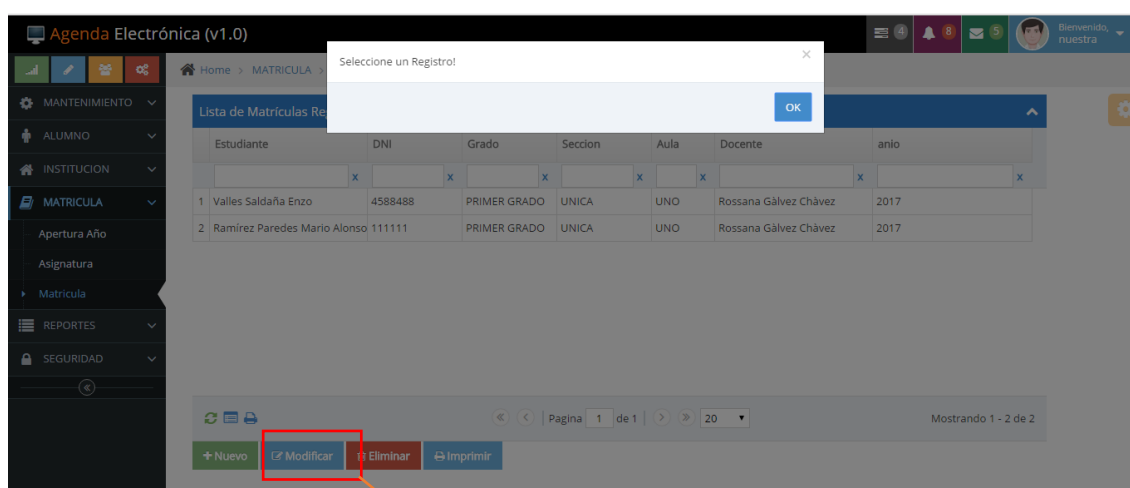 Agenda Electrónica (v1.0)
4
8
5
Bienvenido,
nuestra
Home > MATRICULA >
Seleccione un Registro!
×
OK
MANTENIMIENTO
ALUMNO
INSTITUCION
MATRICULA
Apertura Año
Asignatura
Matricula
REPORTES
SEGURIDAD
Lista de Matrículas
Estudiante DNI Grado Seccion Aula Docente anio
x x x x x x x
1 Valles Saldaña Enzo 4588488 PRIMER GRADO UNICA UNO Rossana Gàlvez Chàvez 2017
2 Ramírez Paredes Mario Alonso 111111 PRIMER GRADO UNICA UNO Rossana Gàlvez Chàvez 2017
Pagina 1 de 1 20 Mostrando 1 - 2 de 2
+Nuevo Modificar Eliminar Imprimir